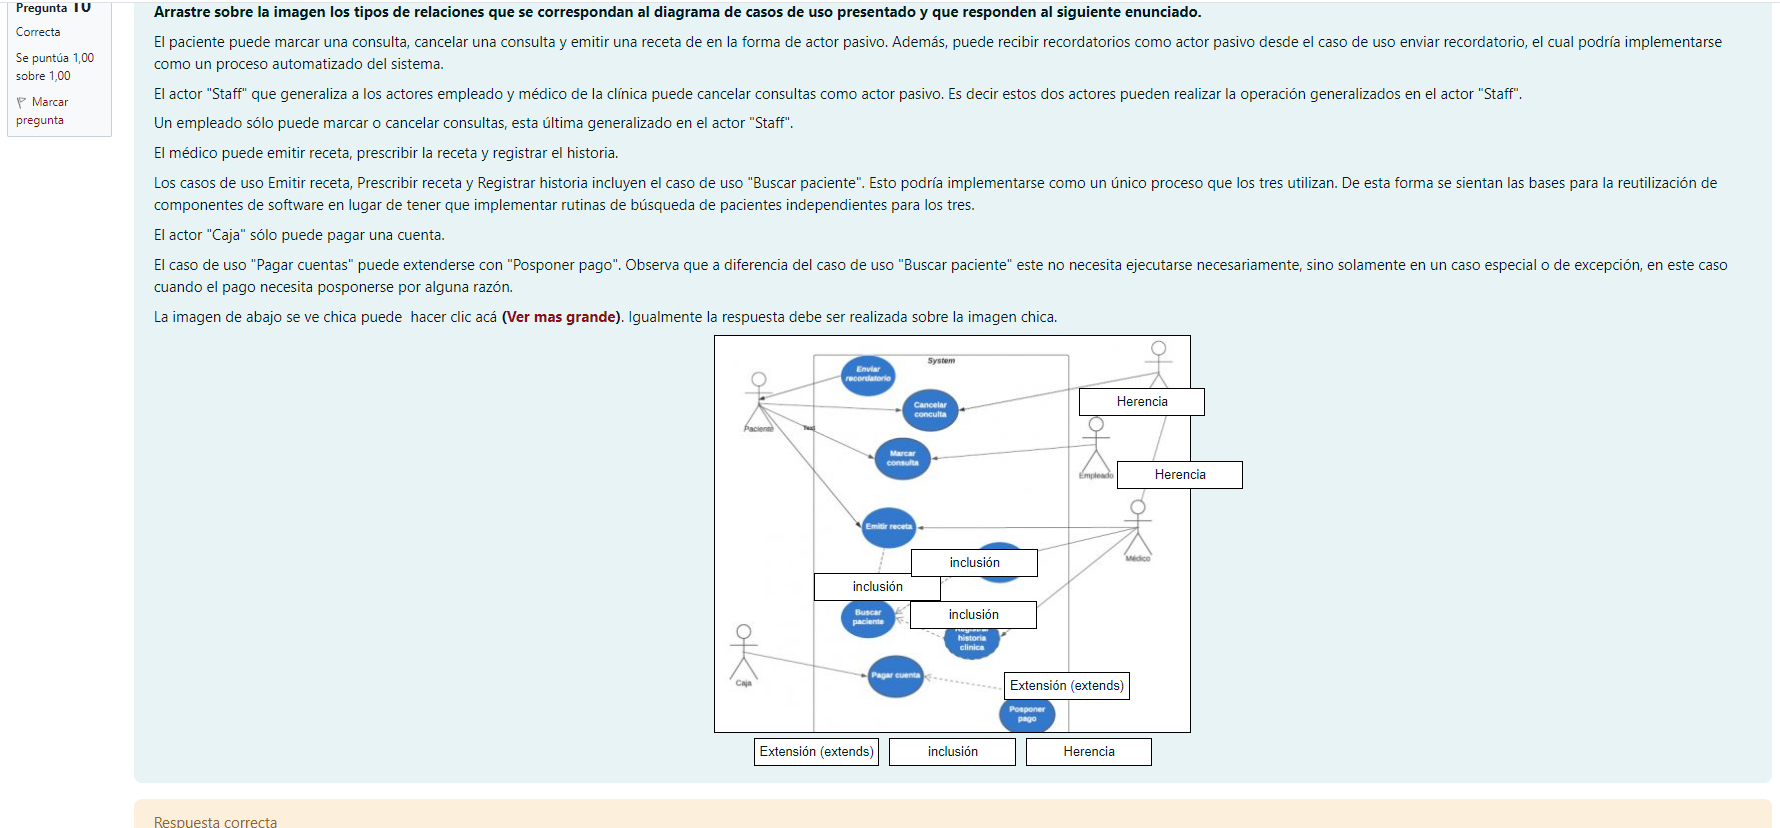 Pregunta 10
Correcta
Se puntúa 1,00
sobre 1,00
Marcar
pregunta
Arrastre sobre la imagen los tipos de relaciones que se correspondan al diagrama de casos de uso presentado y que responden al siguiente enunciado.
El paciente puede marcar una consulta, cancelar una consulta y emitir una receta de en la forma de actor pasivo. Además, puede recibir recordatorios como actor pasivo desde el caso de uso enviar recordatorio, el cual podría implementarse
como un proceso automatizado del sistema.
El actor "Staff" que generaliza a los actores empleado y médico de la clínica puede cancelar consultas como actor pasivo. Es decir estos dos actores pueden realizar la operación generalizados en el actor "Staff".
Un empleado sólo puede marcar o cancelar consultas, esta última generalizado en el actor "Staff".
El médico puede emitir receta, prescribir la receta y registrar el historia.
Los casos de uso Emitir receta, Prescribir receta y Registrar historia incluyen el caso de uso "Buscar paciente". Esto podría implementarse como un único proceso que los tres utilizan. De esta forma se sientan las bases para la reutilización de
componentes de software en lugar de tener que implementar rutinas de búsqueda de pacientes independientes para los tres.
El actor "Caja" sólo puede pagar una cuenta.
El caso de uso "Pagar cuentas" puede extenderse con "Posponer pago". Observa que a diferencia del caso de uso "Buscar paciente" este no necesita ejecutarse necesariamente, sino solamente en un caso especial o de excepción, en este caso
cuando el pago necesita posponerse por alguna razón.
La imagen de abajo se ve chica puede hacer clic acá (Ver mas grande). Igualmente la respuesta debe ser realizada sobre la imagen chica.
System
Enviar
recordatorio
Cancelar
conculta
Herencia
Paciente
Text
Marcar
consulta
Empleado
Herencia
Emitir receta
Médico
inclusión
inclusión
Buscar
paciente
inclusión
Registrar
historia
clinica
Caja
Pagar cuenta
Extensión (extends)
Posponer
pago
Extensión (extends)
inclusión
Herencia
Respuesta correcta